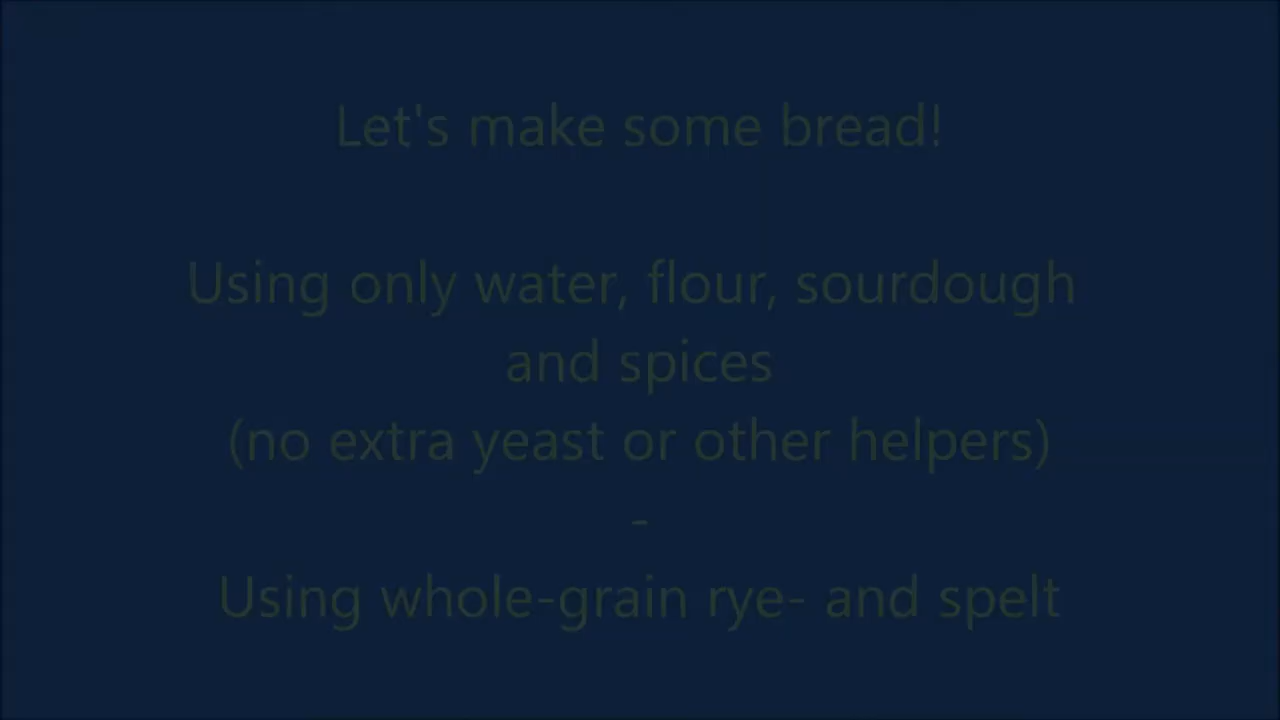 Let's make some bread!
Using only water, flour, sourdough
and spices
(no extra yeast or other helpers)
-
Using whole-grain rye- and spelt